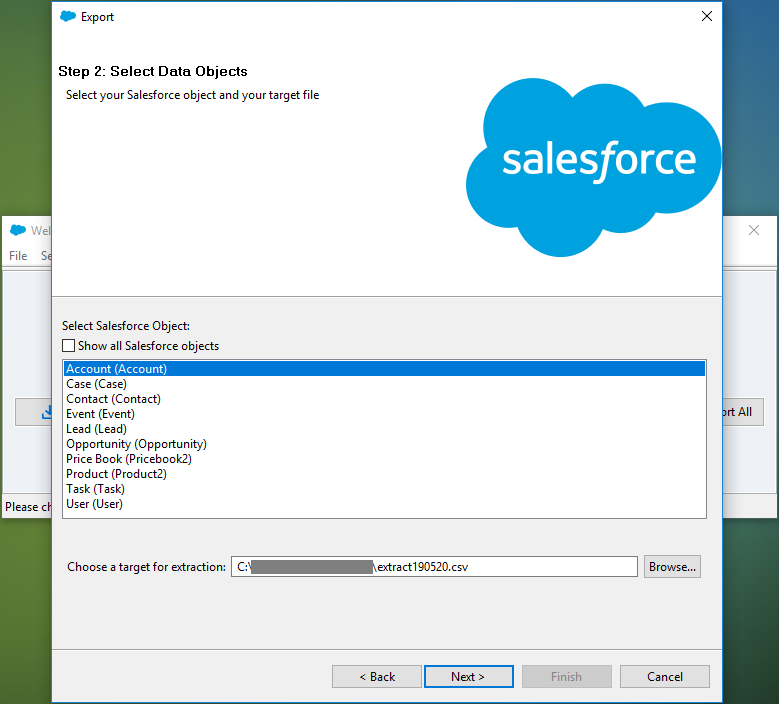 Export
Step 2: Select Data Objects
Select your Salesforce object and your target file
salesforce
Wel
File Se
Select Salesforce Object:
Show all Salesforce objects
Account (Account)
Case (Case)
Contact (Contact)
Event (Event)
Lead (Lead)
Opportunity (Opportunity)
Price Book (Pricebook2)
Product (Product2)
Task (Task)
User (User)
ort All
Please ch
Choose a target for extraction: C:\ \extract190520.csv Browse...
< Back Next > Finish Cancel